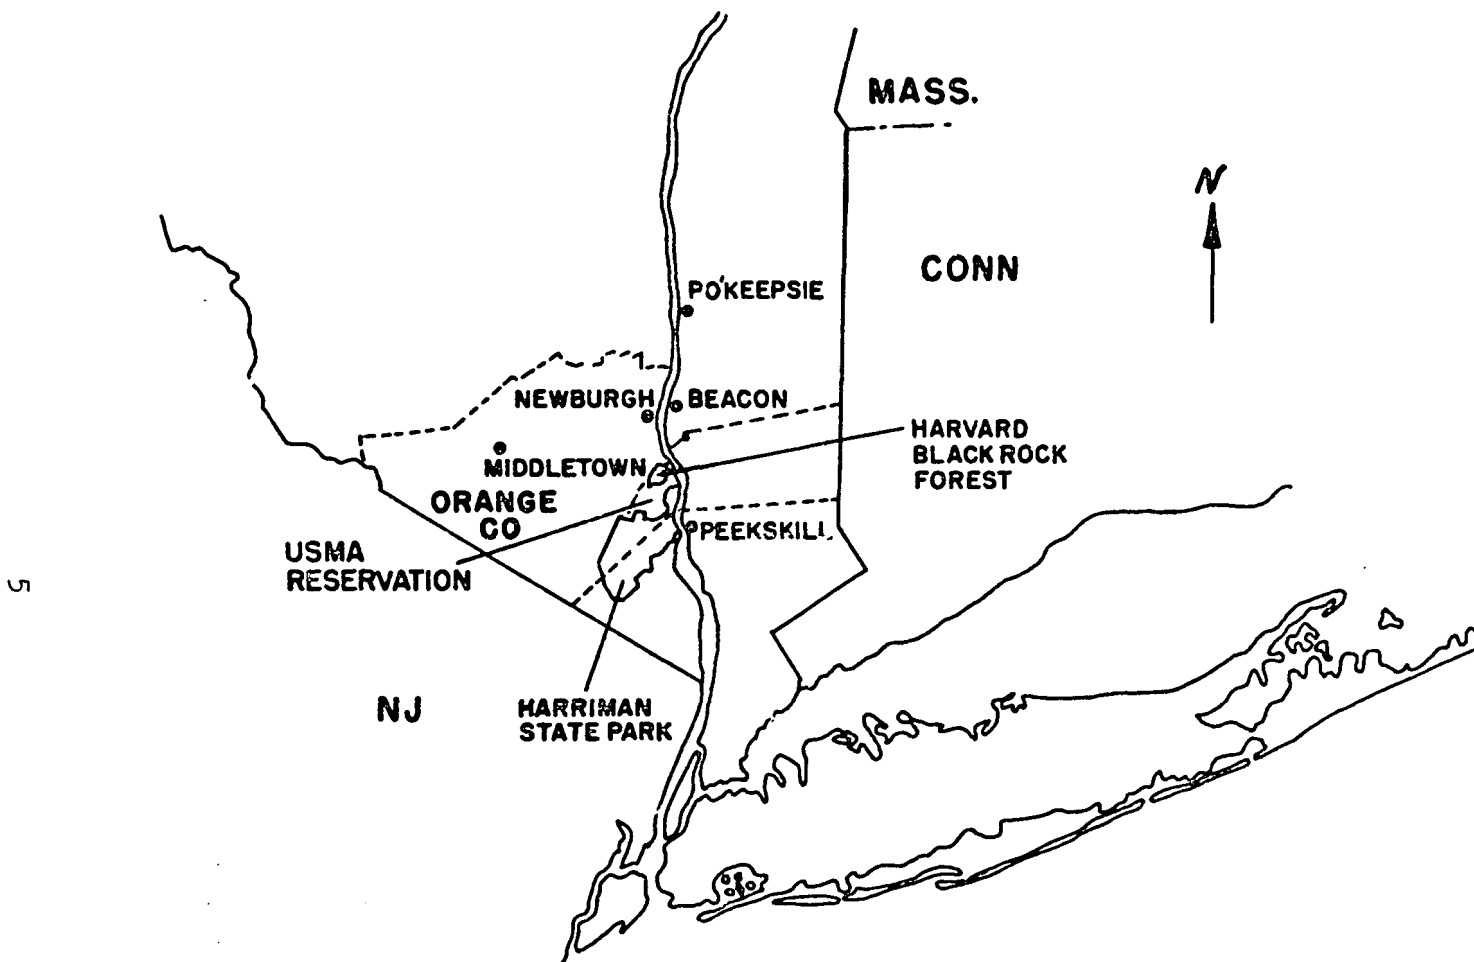 MASS.
N
CONN
PO'KEEPSIE
NEWBURGH
BEACON
HARVARD
BLACK ROCK
FOREST
MIDDLETOWN
ORANGE
CO
PEEKSKILL
USMA
RESERVATION
5
NJ
HARRIMAN
STATE PARK